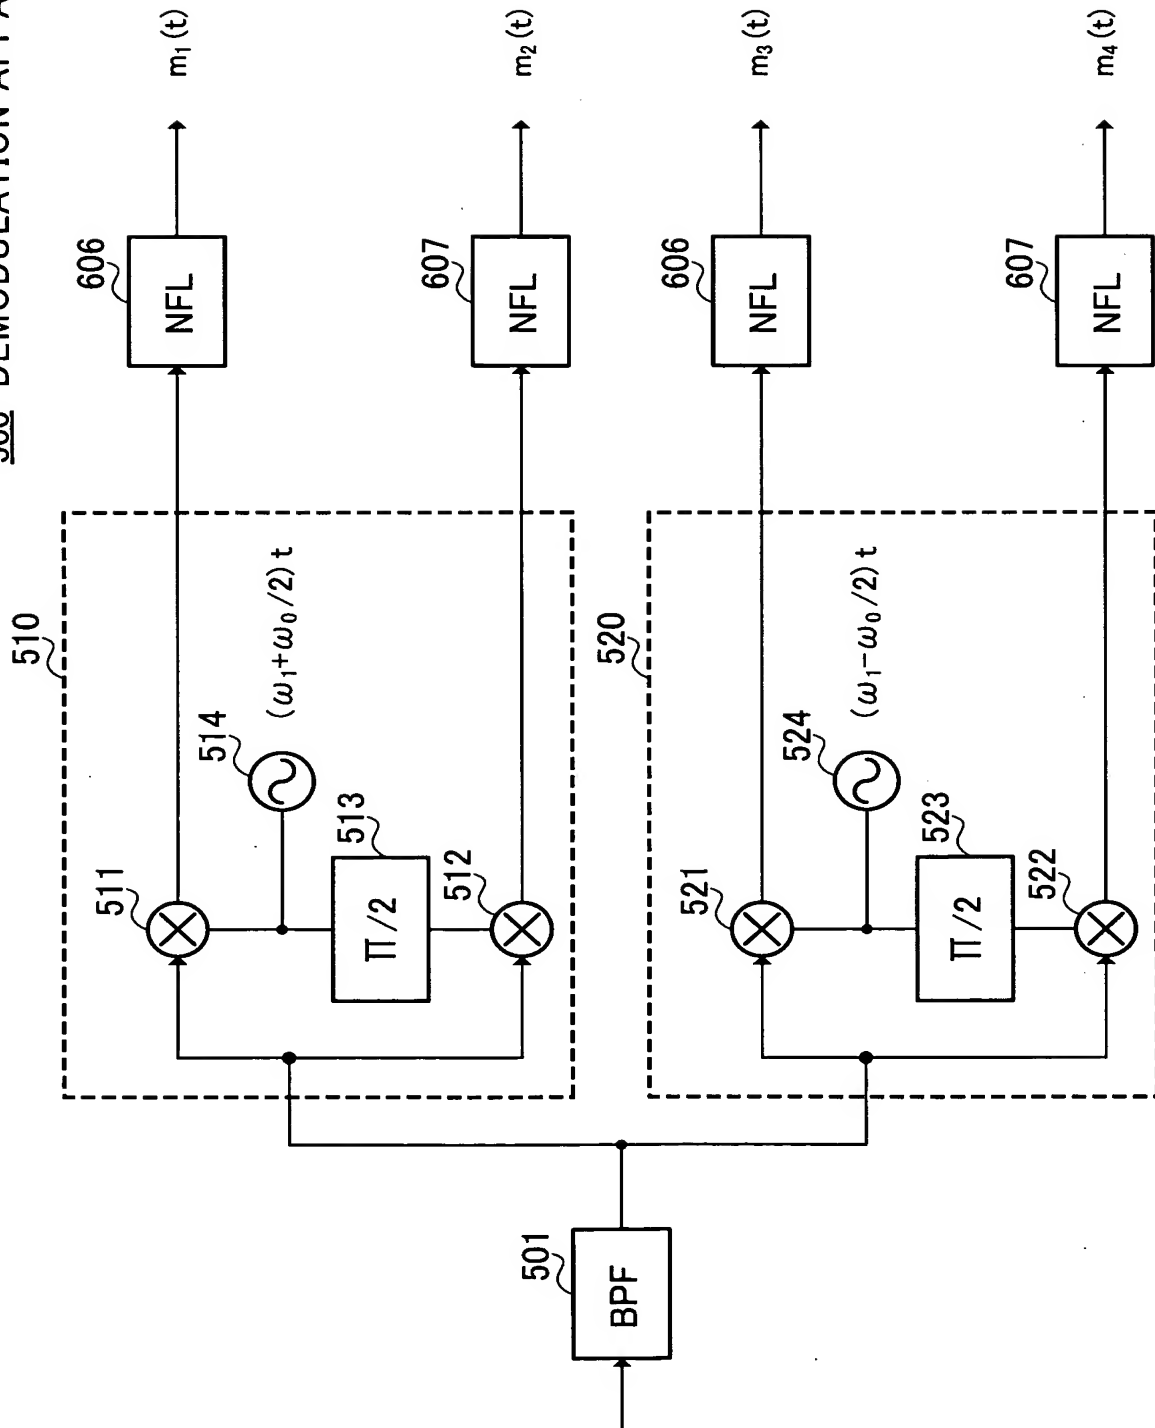 DEMODULATION
510
606
511
514
NFL
m₁(t)
(ω₁+ω₀/2)t
513
π/2
607
512
NFL
m₂(t)
501
BPF
520
606
521
524
NFL
m₃(t)
(ω₁−ω₀/2)t
523
π/2
607
522
NFL
m₄(t)